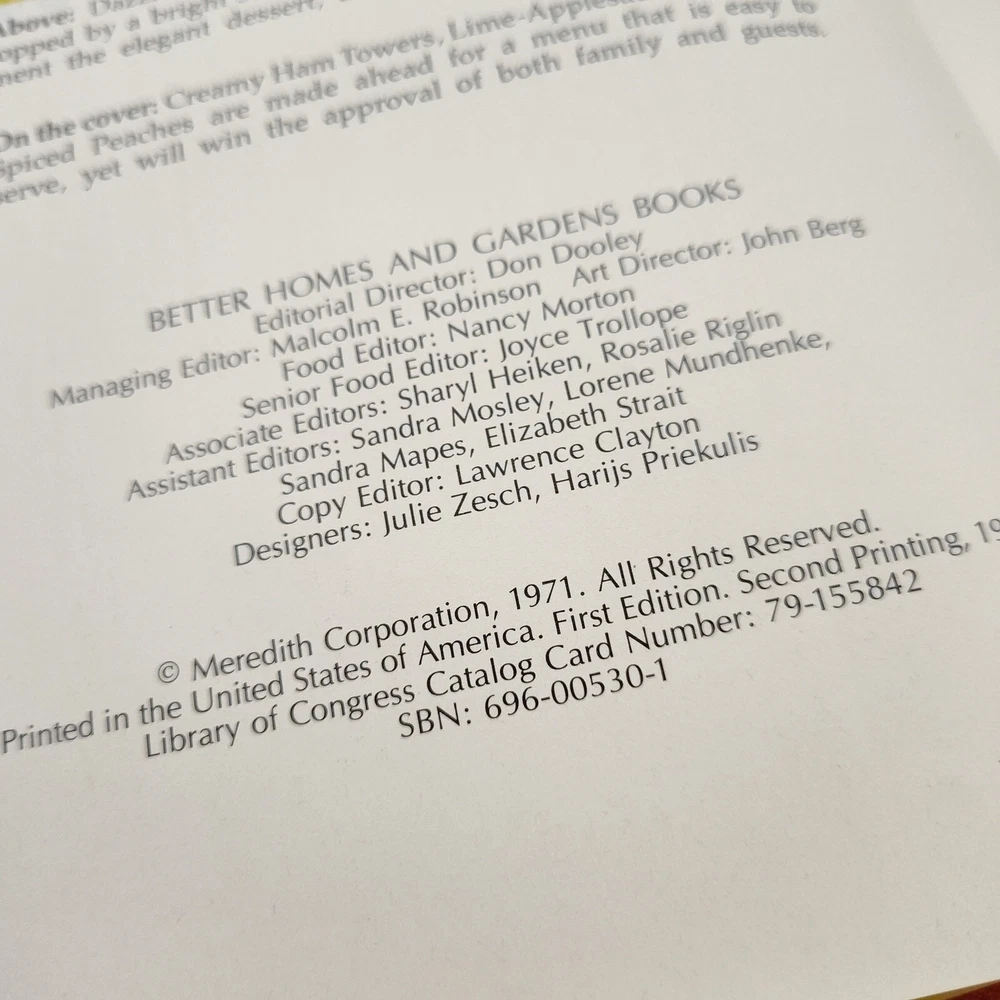 Above:
topped by a bright
ment the elegant dessert,
On the cover: Creamy Ham Towers, Lime-Apples
Spiced Peaches are made ahead for a menu that is easy to
serve, yet will win the approval of both family and guests.
BETTER HOMES AND GARDENS BOOKS
Editorial Director: Don Dooley
Managing Editor: Malcolm E. Robinson Art Director: John Berg
Food Editor: Nancy Morton
Senior Food Editor: Joyce Trollope
Associate Editors: Sharyl Heiken, Rosalie Riglin
Assistant Editors: Sandra Mosley, Lorene Mundhenke,
Sandra Mapes, Elizabeth Strait
Copy Editor: Lawrence Clayton
Designers: Julie Zesch, Harijs Priekulis
© Meredith Corporation, 1971. All Rights Reserved.
Printed in the United States of America. First Edition. Second Printing, 19
Library of Congress Catalog Card Number: 79-155842
SBN: 696-00530-1